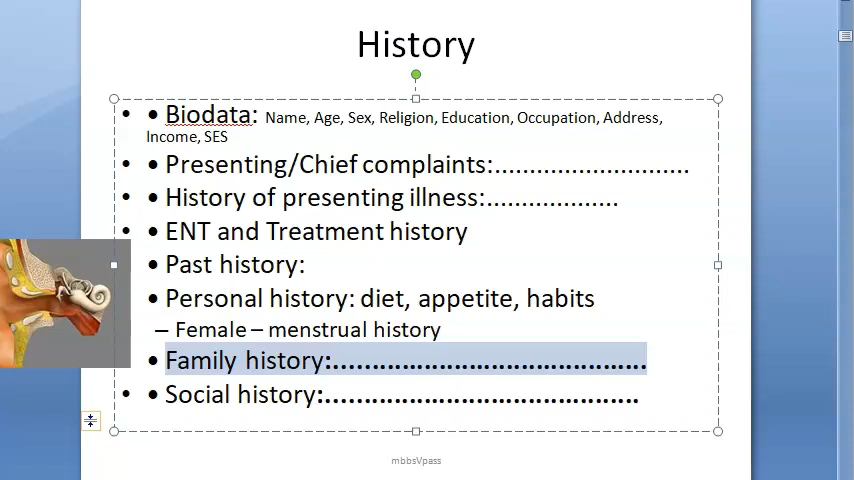 History
• • Biodata: Name, Age, Sex, Religion, Education, Occupation, Address,
Income, SES
• • Presenting/Chief complaints:...........................
• • History of presenting illness:...................
• • ENT and Treatment history
• Past history:
• Personal history: diet, appetite, habits
– Female – menstrual history
• Family history:.......................................
• • Social history:.......................................
mbbsVpass